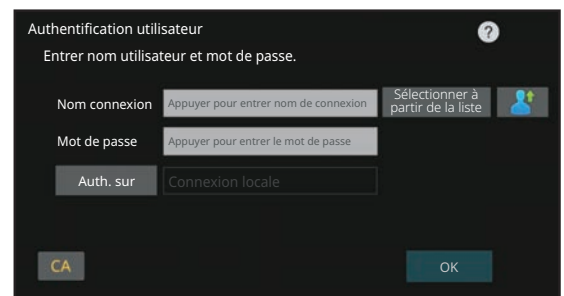 Authentification utilisateur
?
Entrer nom utilisateur et mot de passe.
Nom connexion
Appuyer pour entrer nom de connexion
Sélectionner à
partir de la liste
Mot de passe
Appuyer pour entrer le mot de passe
Auth. sur
Connexion locale
CA
OK